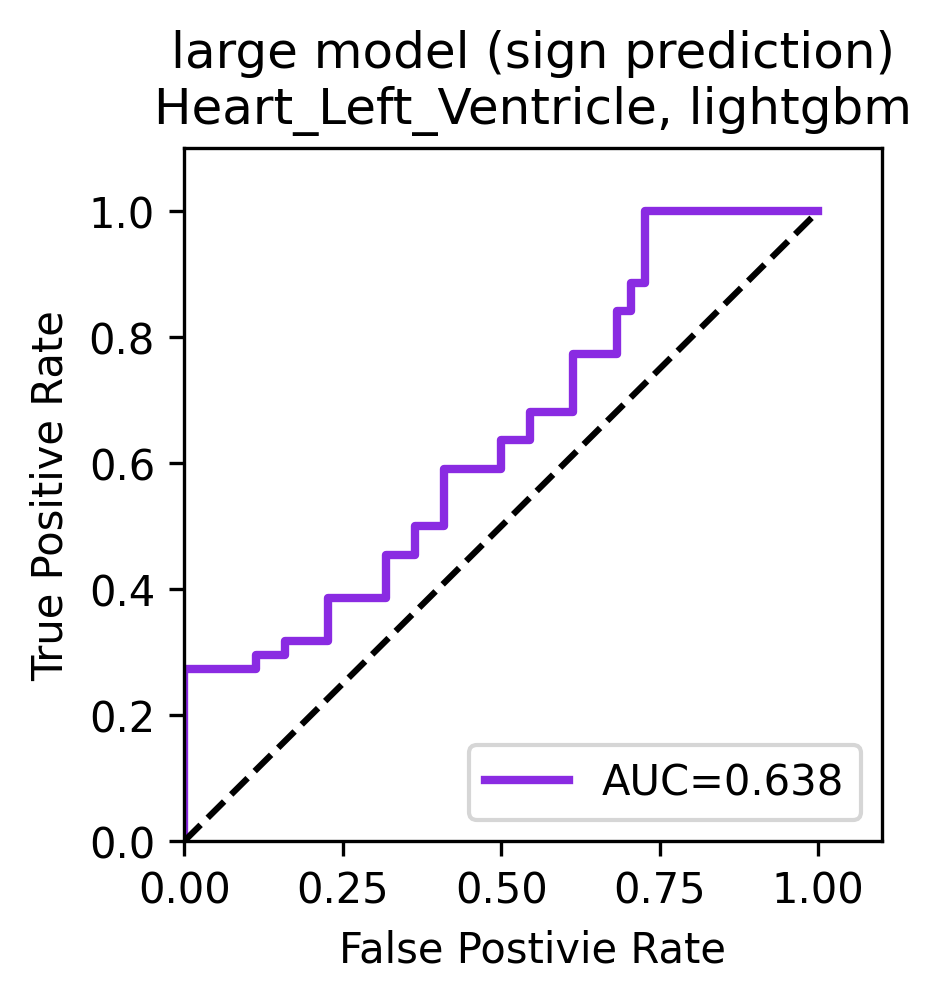 large model (sign prediction)
Heart_Left_Ventricle, lightgbm
1.0
0.8
0.6
0.4
0.2
0.0
True Positive Rate
AUC=0.638
0.00 0.25 0.50 0.75 1.00
False Postivie Rate